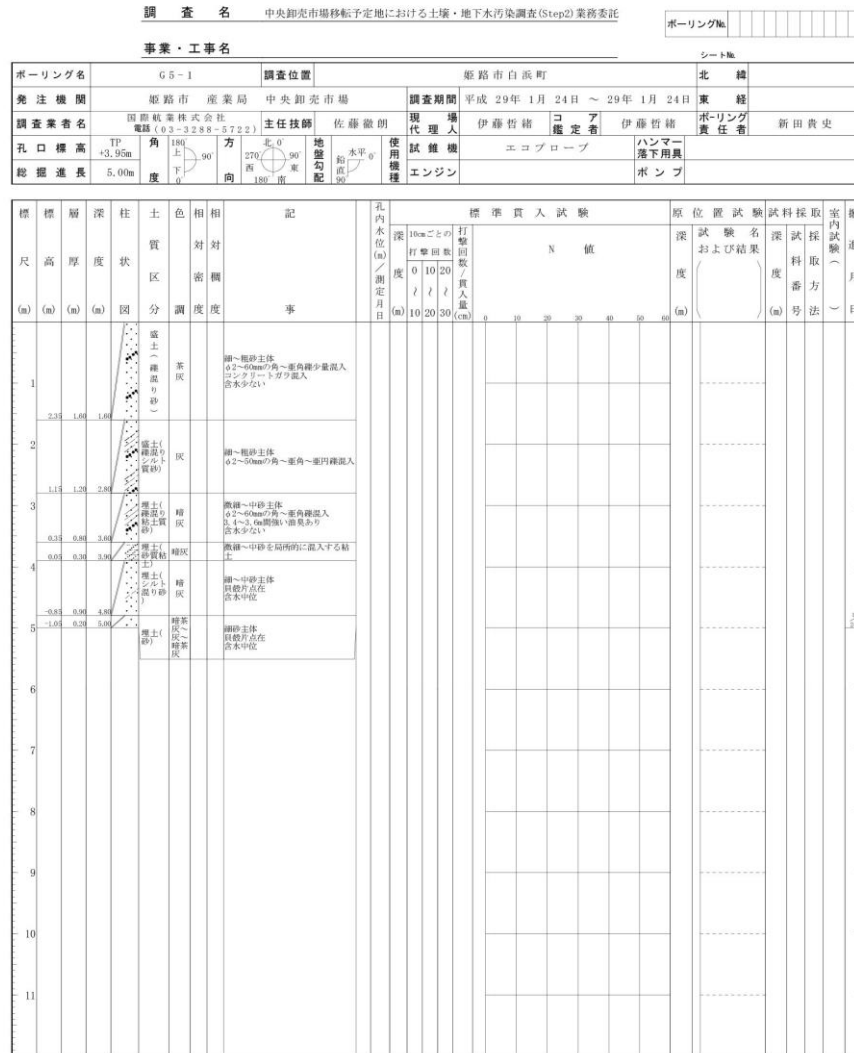 調査名 中央卸売市場移転予定地における土壌・地下水汚染調査(Step2)業務委託
ボーリングNo.
事業・工事名
シートNo.
ボーリング名 G5-1 調査位置 姫路市白浜町 北緯
発注機関 姫路市 産業局 中央卸売市場 調査期間 平成 29年 1月 24日 ～ 29年 1月 24日 東経
調査業者名 国際航業株式会社 電話(03-3288-5722) 主任技師 佐藤徹朗 現場代理人 伊藤哲緒 コア鑑定者 伊藤哲緒 ボーリング責任者 新田貴史
孔口標高 TP +3.95m 角度 180° 上 下 0° 90° 方向 北 0° 270° 西 90° 東 180° 南 地盤勾配 水平 0° 鉛直 90° 使用機種 試錐機 エコプローブ ハンマー落下用具
総掘進長 5.00m エンジン ポンプ
標尺(m) 標高(m) 層厚(m) 深度(m) 柱状図 土質区分 色調 相対密度 相対稠度 記事 孔内水位(m)/測定月日 標準貫入試験 原位置試験 試料採取 室内試験( )
深度(m) 10cmごとの打撃回数 打撃回数/貫入量(cm) N 値 深度(m) 試験名および結果 深度(m) 試料番号 採取方法
0 10 20
～ ～ ～
10 20 30
0 10 20 30 40 50 60
盛土(礫混り砂) 茶灰 細～粗砂主体
φ2～60mmの角～亜角礫少量混入
コンクリートガラ混入
含水少ない
1
2.35 1.60 1.60
2
盛土(礫混りシルト質砂) 灰 細～粗砂主体
φ2～50mmの角～亜角～亜円礫混入
1.15 1.20 2.80
3
埋土(礫混り粘土質砂) 暗灰 微細～中砂主体
φ2～60mmの角～亜角礫混入
3.4～3.6m間強い油臭あり
含水少ない
0.35 0.80 3.60
埋土(砂質粘土) 暗灰 微細～中砂を局所的に混入する粘土
0.05 0.30 3.90
4
埋土(シルト混り砂) 暗灰 細～中砂主体
貝殻片点在
含水中位
-0.85 0.90 4.80
-1.05 0.20 5.00
5
埋土(砂) 暗茶灰～灰～暗茶灰 細砂主体
貝殻片点在
含水中位
6
7
8
9
10
11